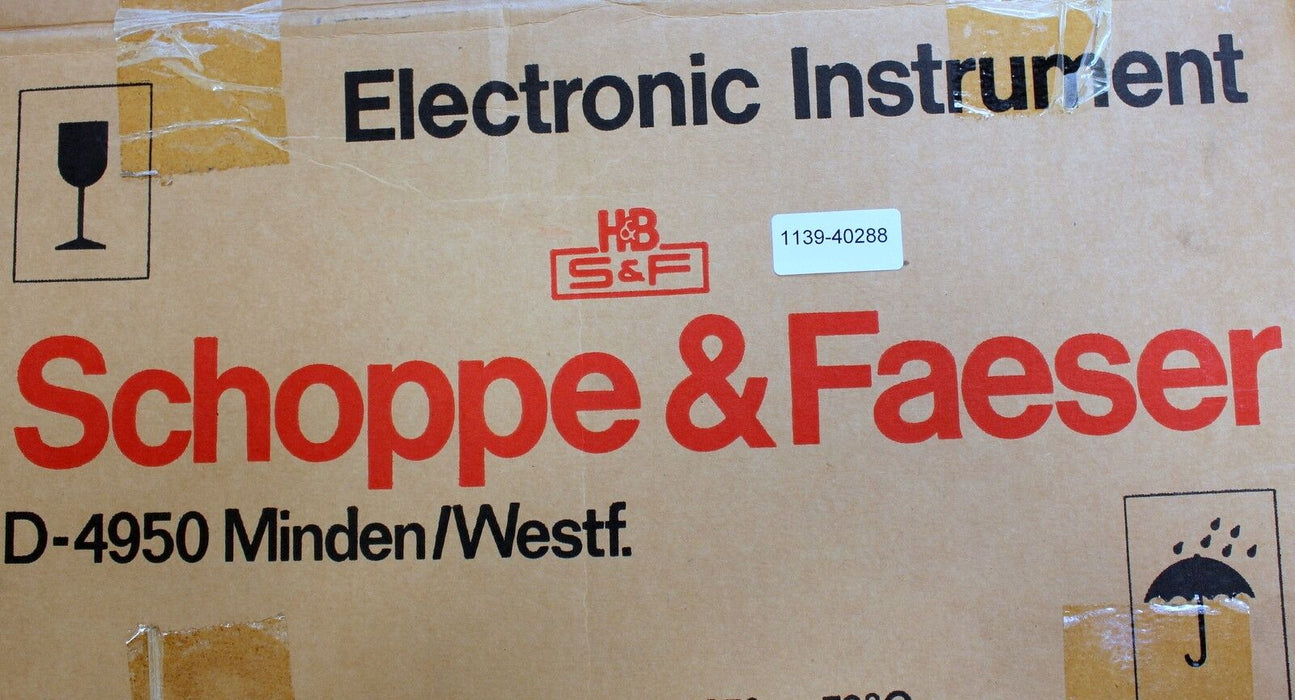 Electronic Instrument
H&B
S&F
1139-40288
Schoppe & Faeser
D-4950 Minden/Westf.